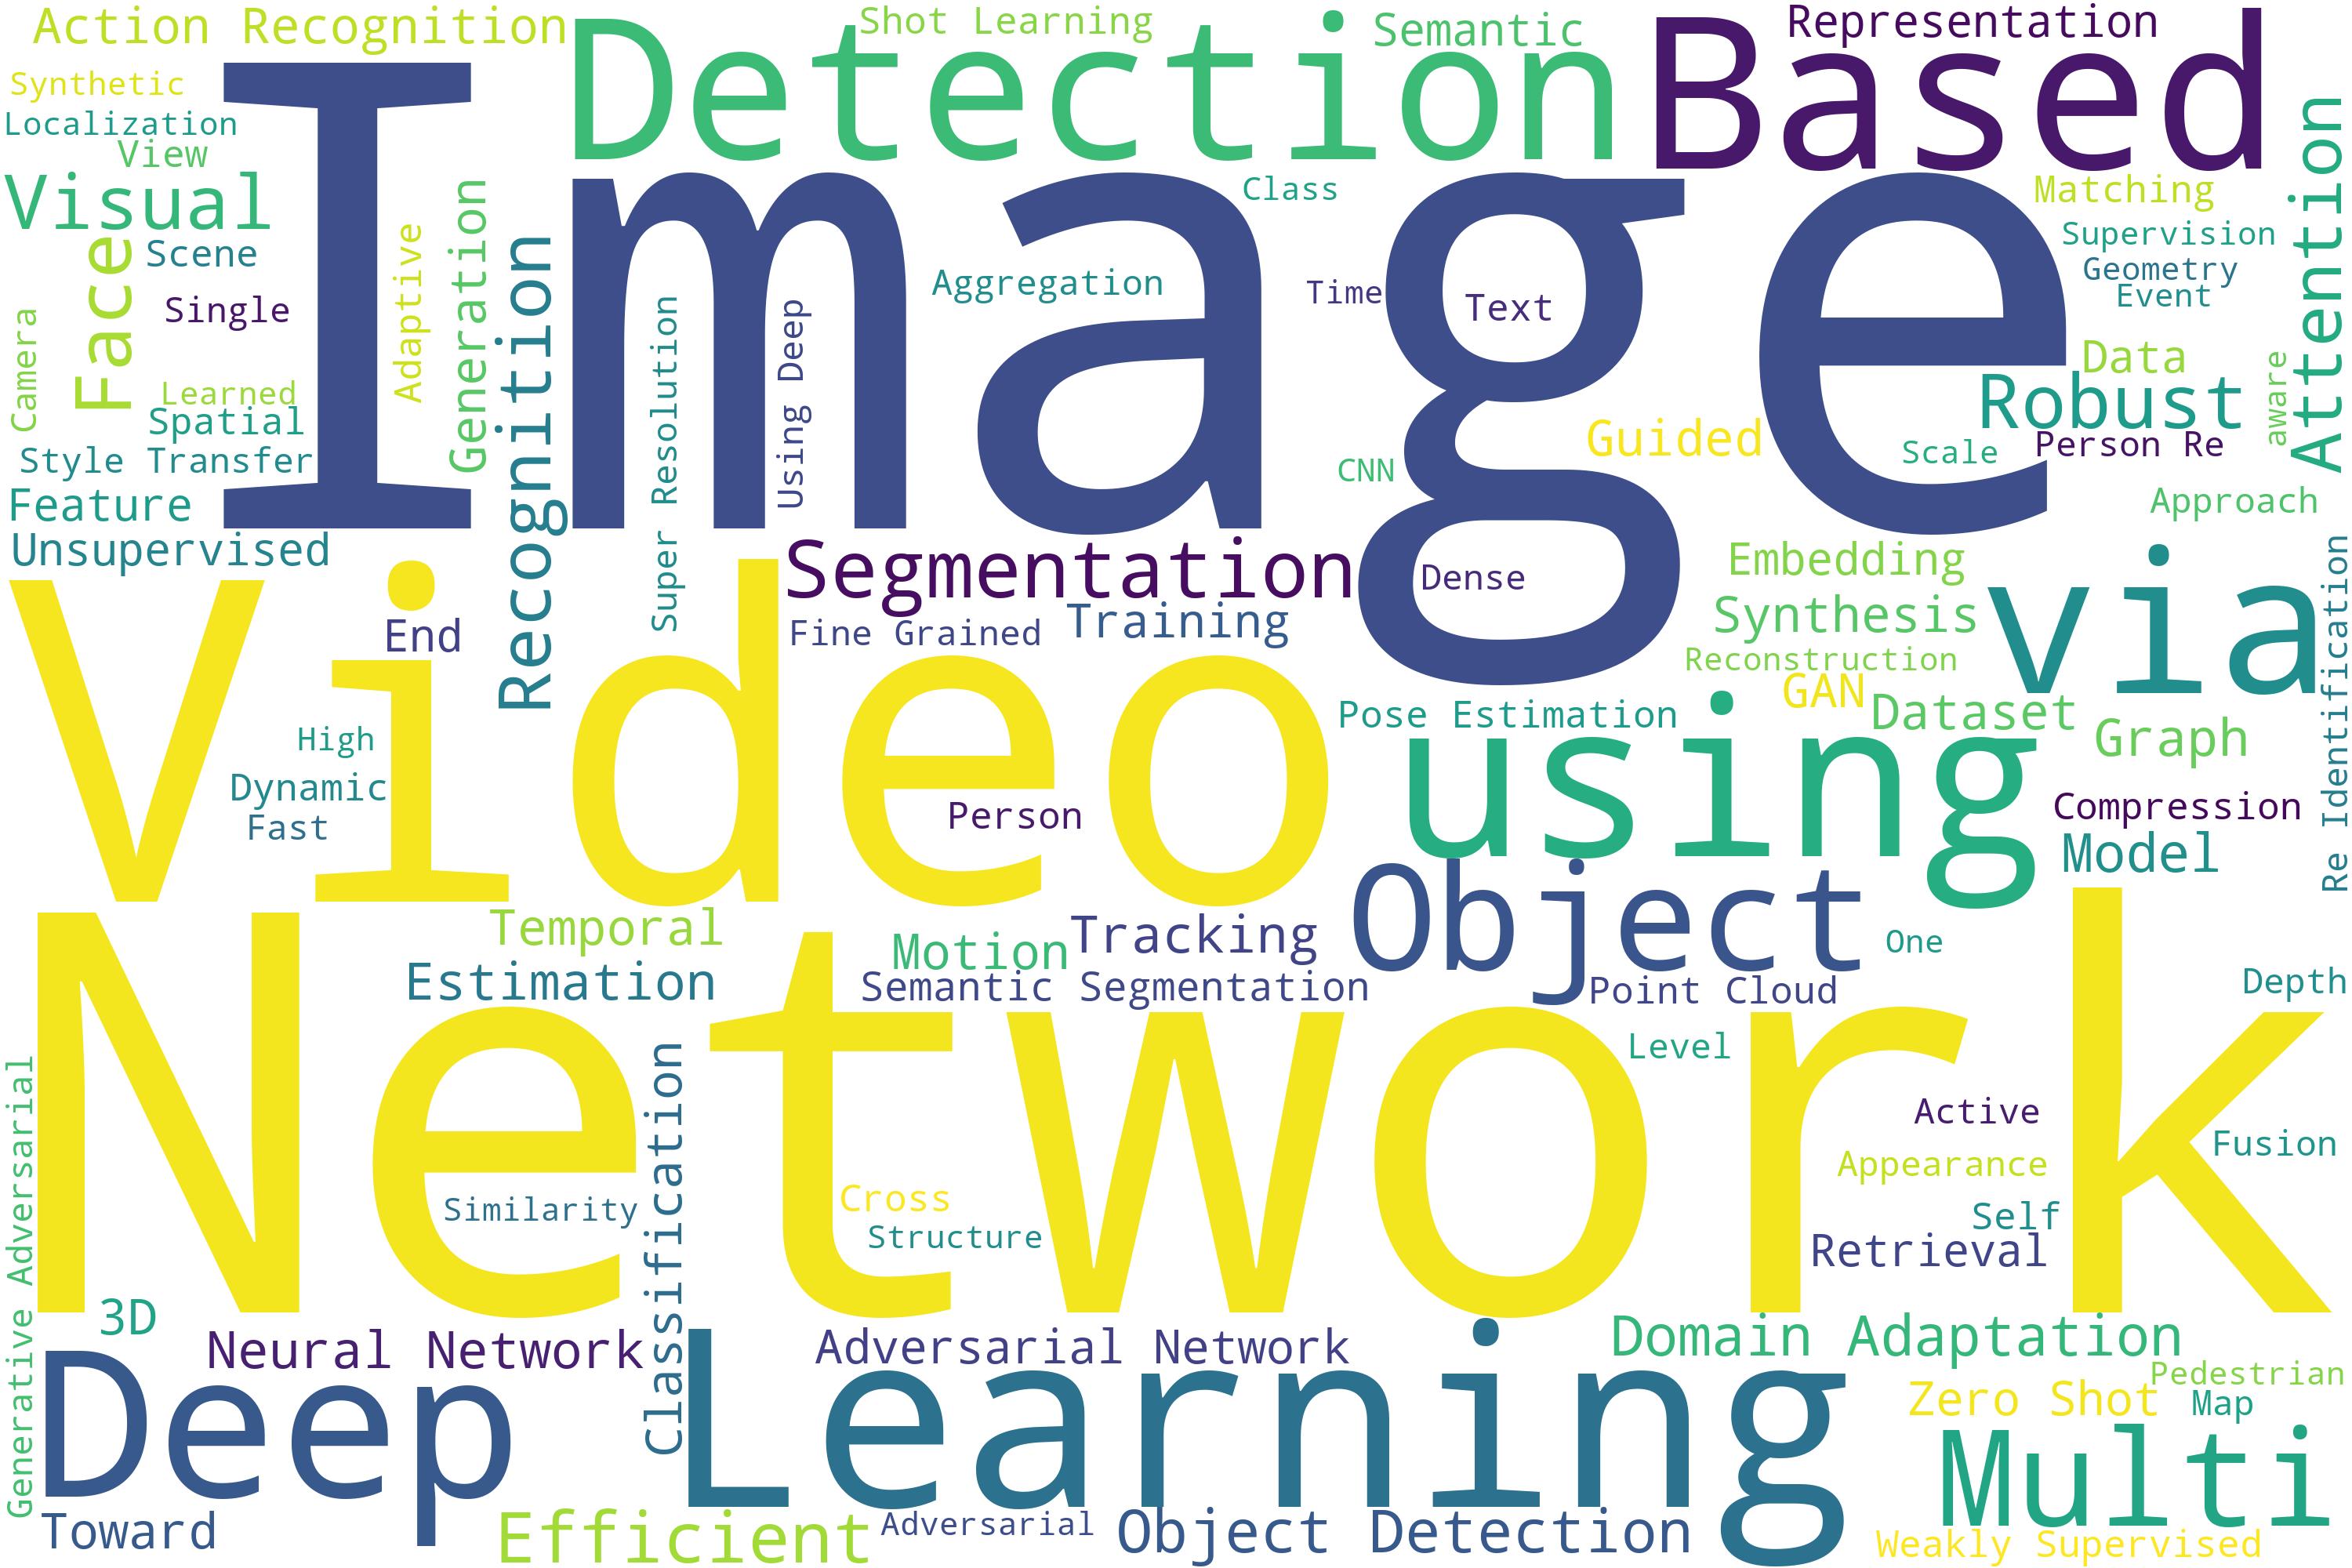 Action Recognition
Shot Learning
Semantic
Representation
Detection
Based
Synthetic
Localization
View
Visual
Face
Scene
Single
Camera
Learned
Spatial
Style Transfer
Feature
Unsupervised
Adaptive
Generation
Recognition
Image
Super Resolution
Using Deep
Aggregation
Class
Time
Text
CNN
Guided
Dense
Matching
Supervision
Geometry
Event
Attention
Data
Robust
aware
Scale
Person Re
Approach
Segmentation
Fine Grained
Training
Embedding
Synthesis
Reconstruction
GAN
via
Re Identification
End
Video
High
Dynamic
Fast
Person
Pose Estimation
using
Dataset
Graph
Compression
Model
Object
Temporal
Estimation
Motion
Tracking
Semantic Segmentation
Point Cloud
One
Depth
Level
Network
Generative Adversarial
Classification
Similarity
Cross
Structure
Active
Appearance
Fusion
Self
Retrieval
3D
Neural Network
Adversarial Network
Domain Adaptation
Pedestrian
Zero Shot
Map
Deep
Learning
Multi
Toward
Efficient
Adversarial
Object Detection
Weakly Supervised